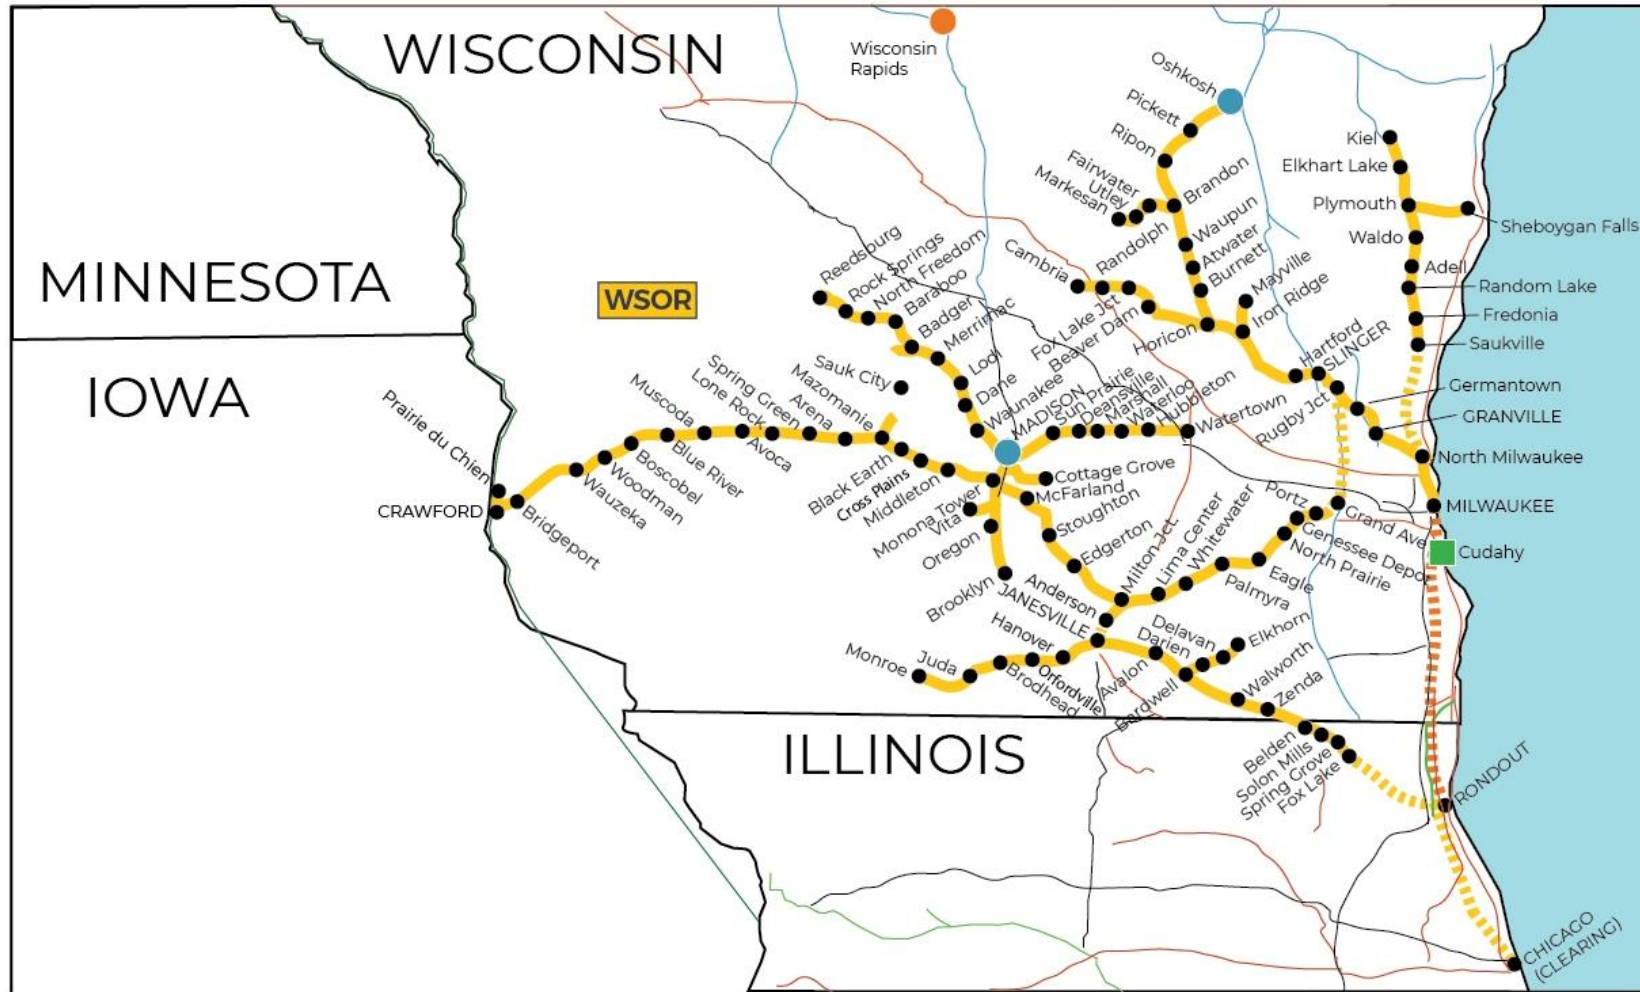 WISCONSIN
Wisconsin
Rapids
Oshkosh
Pickett
Ripon
Fairwater
Utley
Markesan
Brandon
Waupun
Atwater
Burnett
Mayville
Iron Ridge
Kiel
Elkhart Lake
Plymouth
Sheboygan Falls
Waldo
Adell
Random Lake
Fredonia
Saukville
Germantown
GRANVILLE
North Milwaukee
MILWAUKEE
Cudahy
MINNESOTA
WSOR
IOWA
Reedsburg
Rock Springs
North Freedom
Baraboo
Badger
Merrimac
Lodi
Dane
Waunakee
MADISON
Sun Prairie
Deansville
Marshall
Waterloo
Hubbleton
Watertown
Cambria
Randolph
Fox Lake Jct
Beaver Dam
Horicon
Hartford
SLINGER
Rugby Jct
Sauk City
Mazomanie
Arena
Spring Green
Lone Rock
Avoca
Muscoda
Blue River
Boscobel
Woodman
Wauzeka
Prairie du Chien
CRAWFORD
Bridgeport
Black Earth
Cross Plains
Middleton
Monona Tower
Vita
Oregon
Brooklyn
Cottage Grove
McFarland
Stoughton
Edgerton
Anderson
JANESVILLE
Milton Jct.
Lima Center
Whitewater
Palmyra
Eagle
North Prairie
Genessee Depot
Portz
Grand Ave
Monroe
Juda
Brodhead
Orfordville
Hanover
Avalon
Bardwell
Darien
Delavan
Elkhorn
Walworth
Zenda
ILLINOIS
Belden
Solon Mills
Spring Grove
Fox Lake
RONDOUT
CHICAGO
(CLEARING)